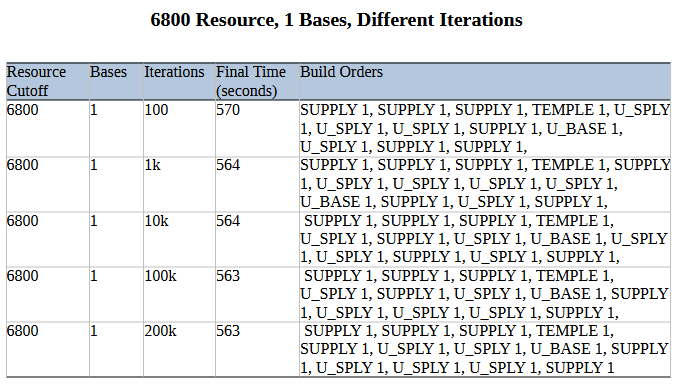 6800 Resource, 1 Bases, Different Iterations
Resource Cutoff Bases Iterations Final Time (seconds) Build Orders
6800 1 100 570 SUPPLY 1, SUPPLY 1, SUPPLY 1, TEMPLE 1, U_SPLY
1, U_SPLY 1, U_SPLY 1, SUPPLY 1, U_BASE 1,
U_SPLY 1, SUPPLY 1, SUPPLY 1,
6800 1 1k 564 SUPPLY 1, SUPPLY 1, SUPPLY 1, TEMPLE 1, SUPPLY
1, U_SPLY 1, U_SPLY 1, U_SPLY 1, U_SPLY 1,
U_BASE 1, SUPPLY 1, U_SPLY 1, SUPPLY 1,
6800 1 10k 564 SUPPLY 1, SUPPLY 1, SUPPLY 1, TEMPLE 1,
U_SPLY 1, SUPPLY 1, U_SPLY 1, U_BASE 1, U_SPLY
1, U_SPLY 1, SUPPLY 1, U_SPLY 1, SUPPLY 1,
6800 1 100k 563 SUPPLY 1, SUPPLY 1, SUPPLY 1, TEMPLE 1,
U_SPLY 1, SUPPLY 1, U_SPLY 1, U_BASE 1, SUPPLY
1, U_SPLY 1, U_SPLY 1, U_SPLY 1, SUPPLY 1,
6800 1 200k 563 SUPPLY 1, SUPPLY 1, SUPPLY 1, TEMPLE 1,
SUPPLY 1, U_SPLY 1, U_SPLY 1, U_BASE 1, SUPPLY
1, U_SPLY 1, U_SPLY 1, U_SPLY 1, SUPPLY 1